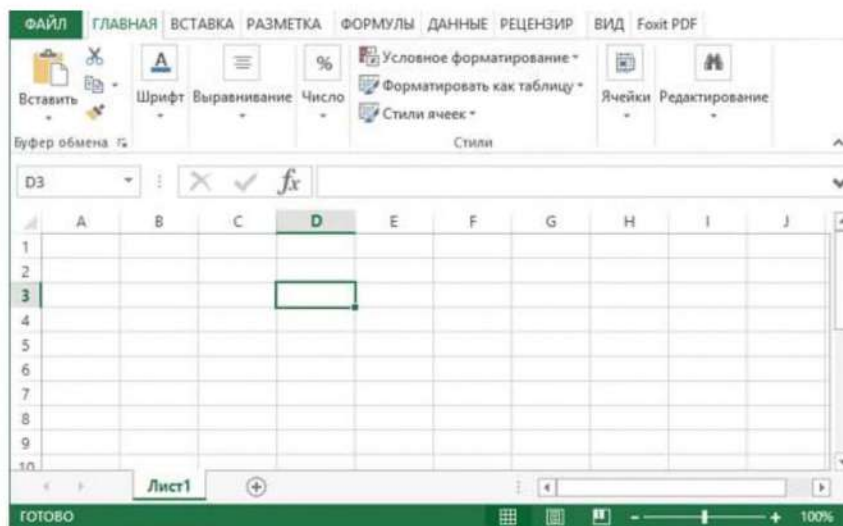 ФАЙЛ ГЛАВНАЯ ВСТАВКА РАЗМЕТКА ФОРМУЛЫ ДАННЫЕ РЕЦЕНЗИР ВИД Foxit PDF
Вставить
A
Шрифт
Выравнивание
%
Число
Условное форматирование
Форматировать как таблицу
Стили ячеек
Ячейки
Редактирование
Буфер обмена
Стили
D3
fx
A B C D E F G H I J
1
2
3
4
5
6
7
8
9
10
Лист1
ГОТОВО
100%